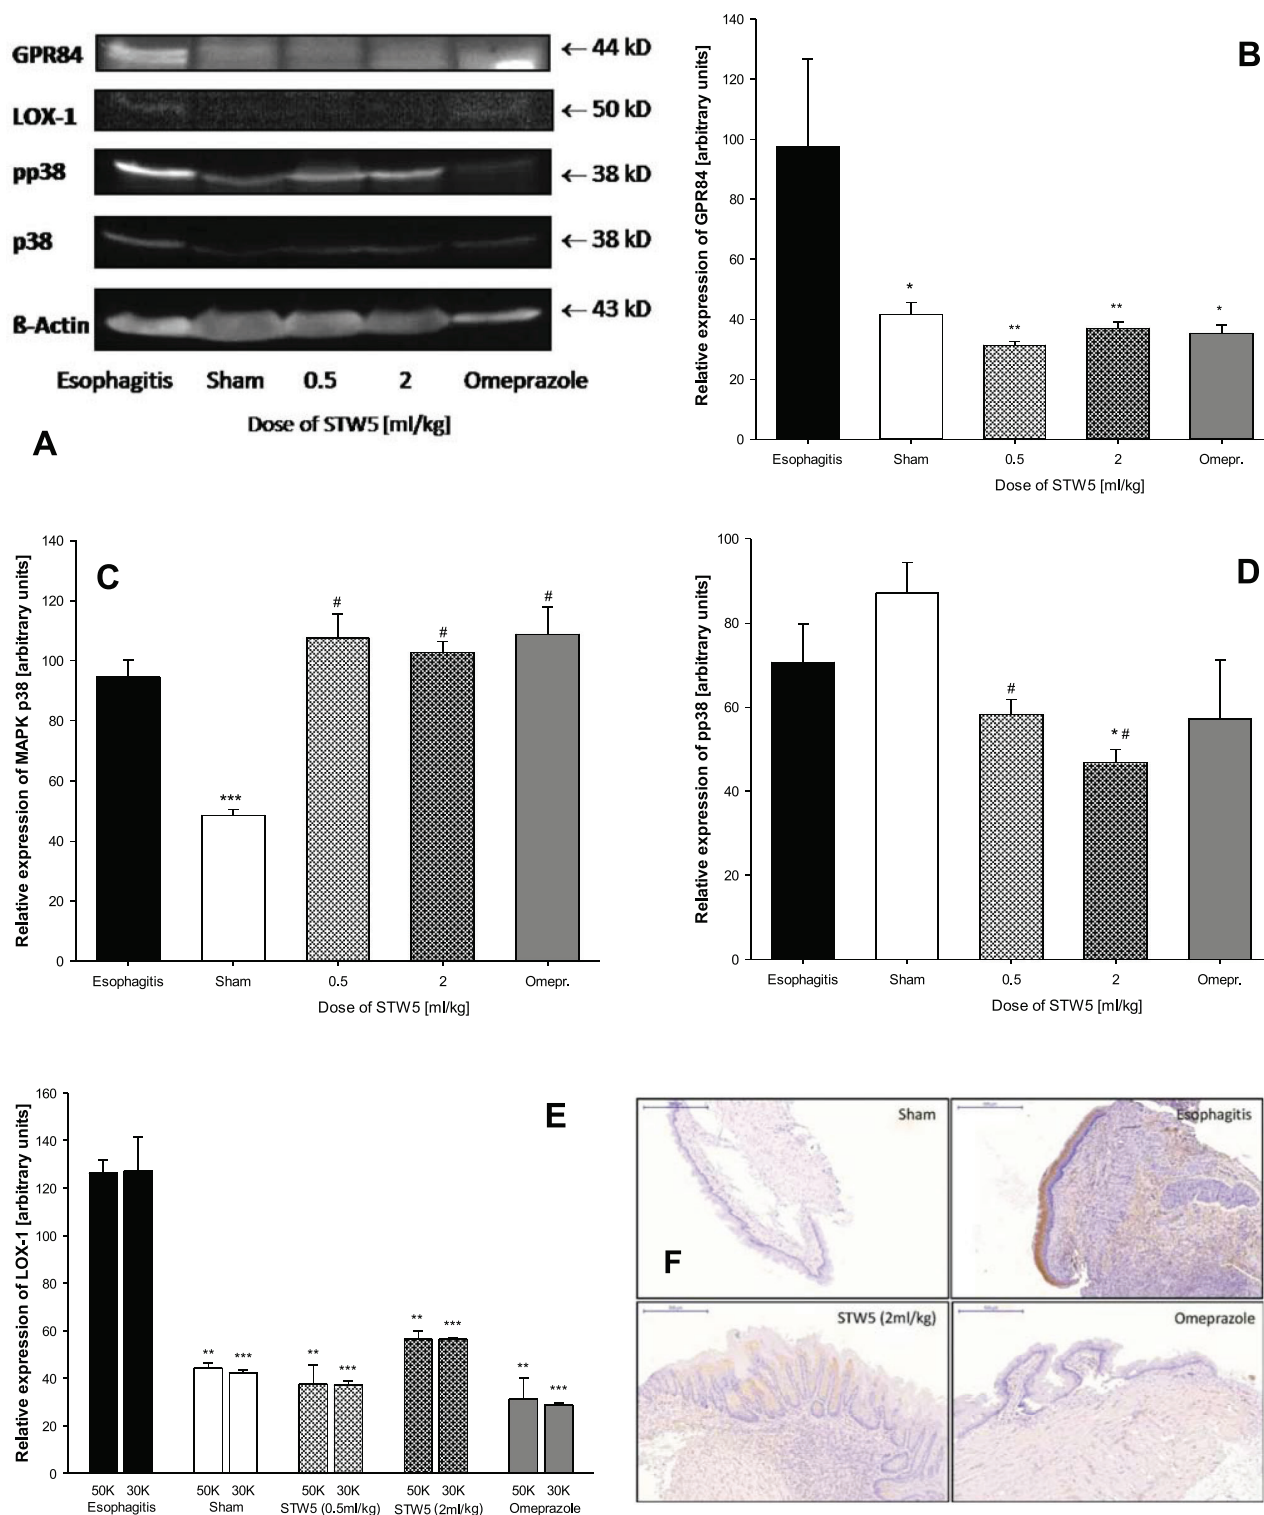 GPR84
← 44 kD
LOX-1
← 50 kD
pp38
← 38 kD
p38
← 38 kD
ß-Actin
← 43 kD
Esophagitis Sham 0.5 2 Omeprazole
Dose of STW5 [ml/kg]
A
B
Relative expression of GPR84 [arbitrary units]
140
120
100
80
60
40
20
0
*
**
**
*
Esophagitis Sham 0.5 2 Omepr.
Dose of STW5 [ml/kg]
C
Relative expression of MAPK p38 [arbitrary units]
140
120
100
80
60
40
20
0
***
#
#
#
Esophagitis Sham 0.5 2 Omepr.
Dose of STW5 [ml/kg]
D
Relative expression of pp38 [arbitrary units]
100
80
60
40
20
0
#
* #
Esophagitis Sham 0.5 2 Omepr.
Dose of STW5 [ml/kg]
E
Relative expression of LOX-1 [arbitrary units]
160
140
120
100
80
60
40
20
0
** ***
** ***
** ***
** ***
50K 30K 50K 30K 50K 30K 50K 30K 50K 30K
Esophagitis Sham STW5 (0.5ml/kg) STW5 (2ml/kg) Omeprazole
F
Sham
Esophagitis
STW5 (2ml/kg)
Omeprazole